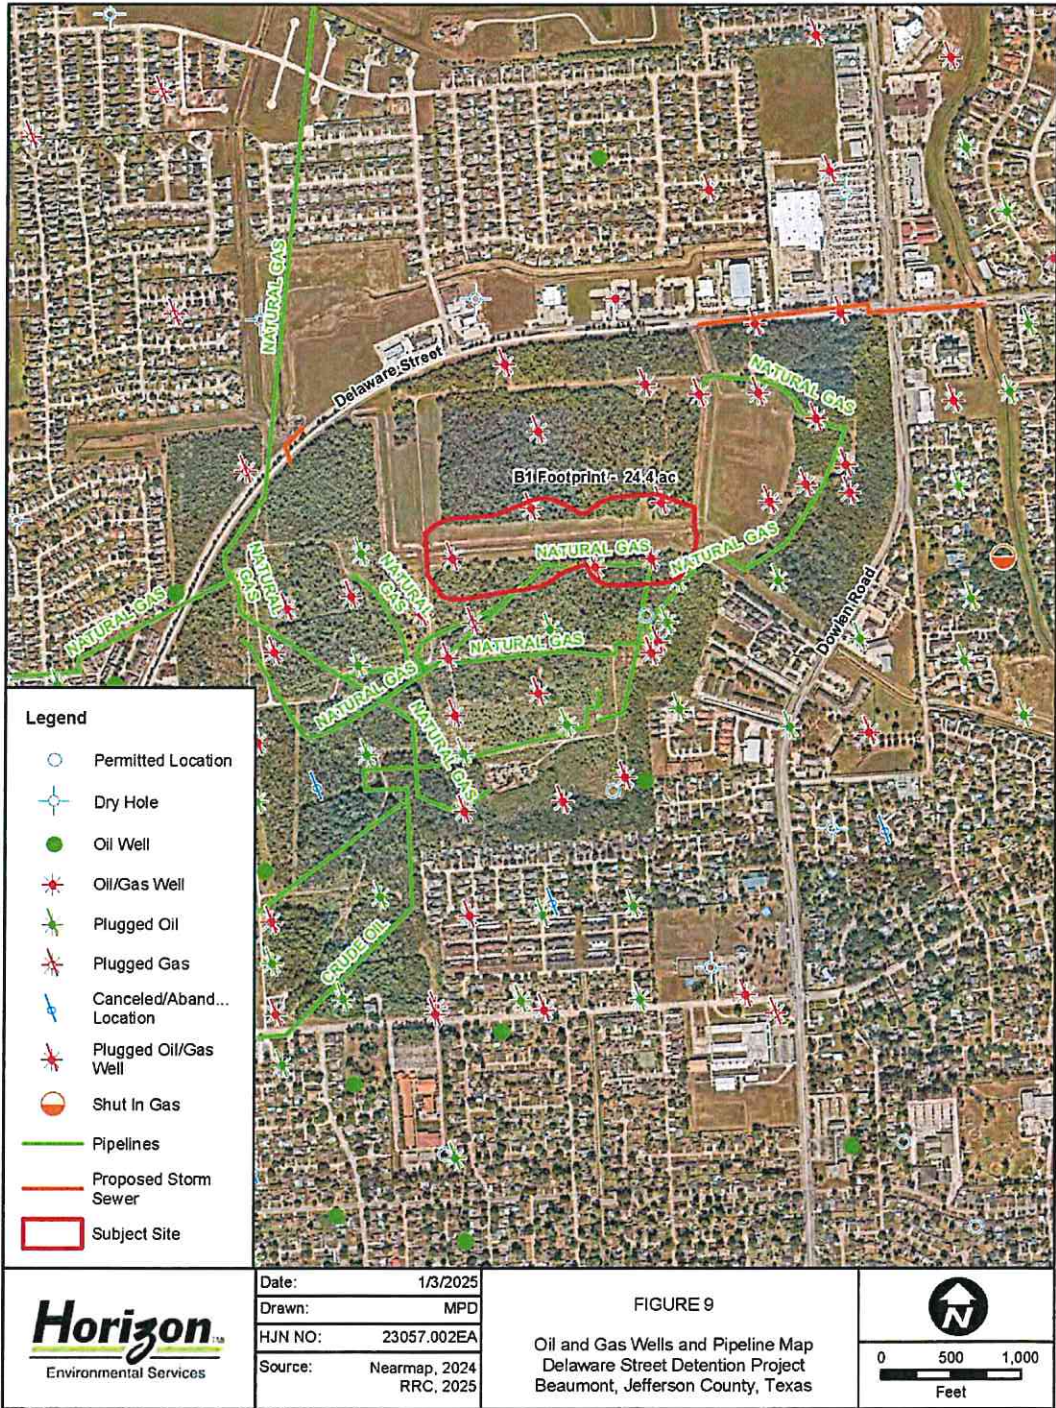 NATURAL GAS
Delaware Street
NATURAL GAS
B1 Footprint - 24.4 ac
NATURAL GAS
NATURAL GAS
NATURAL
GAS
NATURAL
GAS
NATURAL GAS
Dowlen Road
NATURAL GAS
NATURAL GAS
NATURAL GAS
CRUDE OIL
Legend
Permitted Location
Dry Hole
Oil Well
Oil/Gas Well
Plugged Oil
Plugged Gas
Canceled/Aband...
Location
Plugged Oil/Gas
Well
Shut In Gas
Pipelines
Proposed Storm
Sewer
Subject Site
Horizon TM
Environmental Services
Date: 1/3/2025
Drawn: MPD
HJN NO: 23057.002EA
Source: Nearmap, 2024
RRC, 2025
FIGURE 9
Oil and Gas Wells and Pipeline Map
Delaware Street Detention Project
Beaumont, Jefferson County, Texas
N
0 500 1,000
Feet